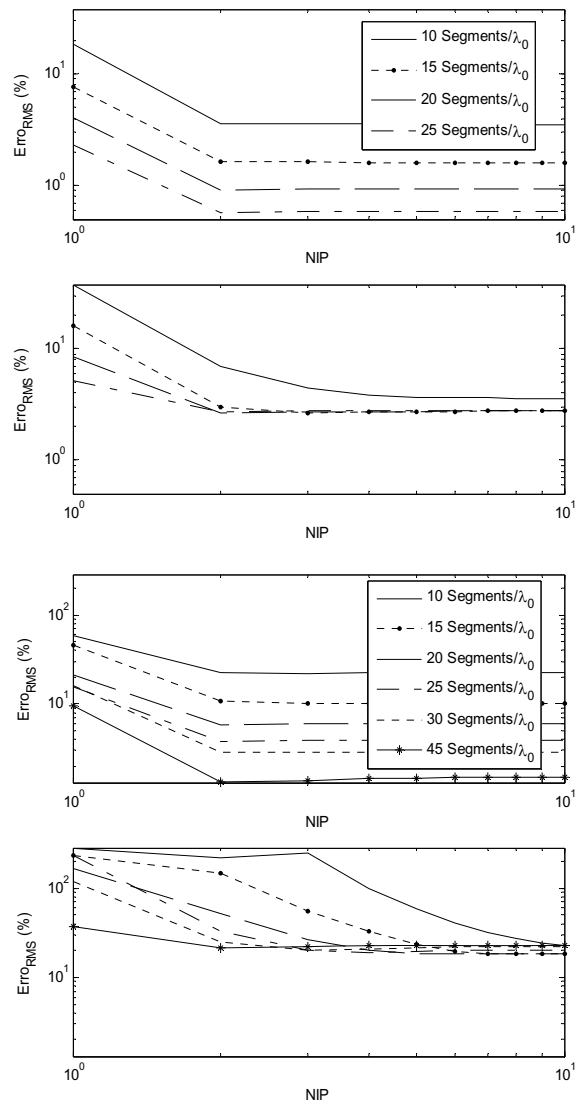 10 Segments/λ0
15 Segments/λ0
20 Segments/λ0
25 Segments/λ0
10^1
10^0
Erro_RMS (%)
10^0
10^1
NIP
10^1
10^0
Erro_RMS (%)
10^0
10^1
NIP
10 Segments/λ0
15 Segments/λ0
20 Segments/λ0
25 Segments/λ0
30 Segments/λ0
45 Segments/λ0
10^2
10^1
Erro_RMS (%)
10^0
10^1
NIP
10^2
10^1
Erro_RMS (%)
10^0
10^1
NIP